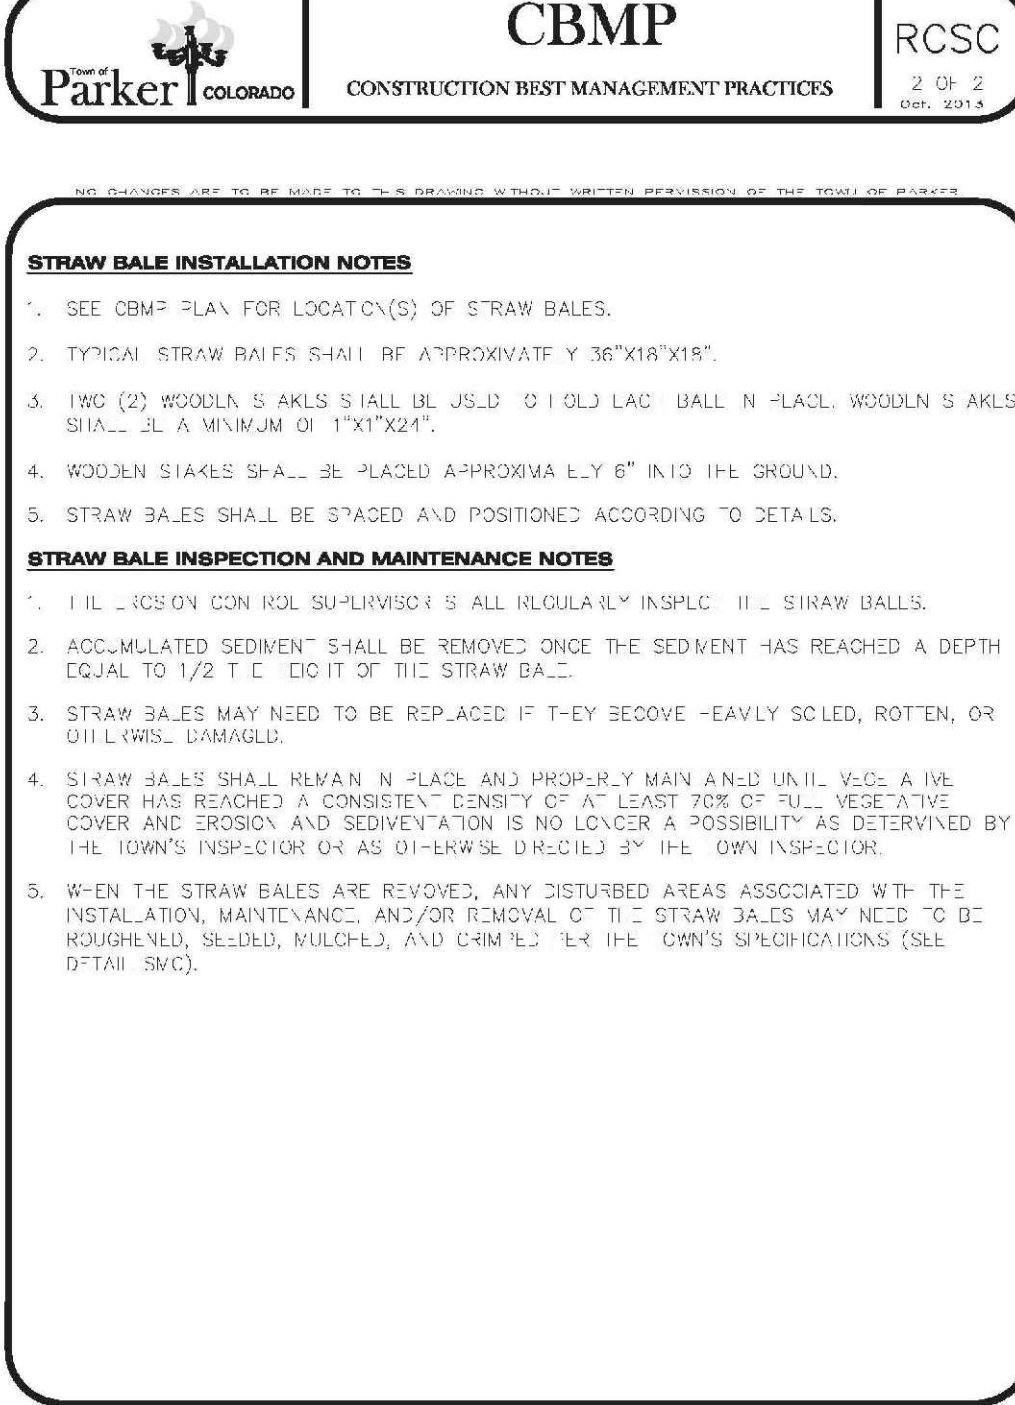 CBMP
RCSC
Town of
Parker COLORADO
CONSTRUCTION BEST MANAGEMENT PRACTICES
2 OF 2
Oct. 2013
NO CHANGES ARE TO BE MADE TO THIS DRAWING WITHOUT WRITTEN PERMISSION OF THE TOWN OF PARKER
STRAW BALE INSTALLATION NOTES
1. SEE CBMP PLAN FOR LOCATION(S) OF STRAW BALES.
2. TYPICAL STRAW BALES SHALL BE APPROXIMATELY 36"X18"X18".
3. TWO (2) WOODEN STAKES SHALL BE USED TO HOLD EACH BALE IN PLACE. WOODEN STAKES
SHALL BE A MINIMUM OF 1"X1"X24".
4. WOODEN STAKES SHALL BE PLACED APPROXIMATELY 6" INTO THE GROUND.
5. STRAW BALES SHALL BE SPACED AND POSITIONED ACCORDING TO DETAILS.
STRAW BALE INSPECTION AND MAINTENANCE NOTES
1. THE EROSION CONTROL SUPERVISOR SHALL REGULARLY INSPECT THE STRAW BALES.
2. ACCUMULATED SEDIMENT SHALL BE REMOVED ONCE THE SEDIMENT HAS REACHED A DEPTH
EQUAL TO 1/2 THE HEIGHT OF THE STRAW BALE.
3. STRAW BALES MAY NEED TO BE REPLACED IF THEY BECOME HEAVILY SOILED, ROTTEN, OR
OTHERWISE DAMAGED.
4. STRAW BALES SHALL REMAIN IN PLACE AND PROPERLY MAINTAINED UNTIL VEGETATIVE
COVER HAS REACHED A CONSISTENT DENSITY OF AT LEAST 70% OF FULL VEGETATIVE
COVER AND EROSION AND SEDIMENTATION IS NO LONGER A POSSIBILITY AS DETERMINED BY
THE TOWN'S INSPECTOR OR AS OTHERWISE DIRECTED BY THE TOWN INSPECTOR.
5. WHEN THE STRAW BALES ARE REMOVED, ANY DISTURBED AREAS ASSOCIATED WITH THE
INSTALLATION, MAINTENANCE, AND/OR REMOVAL OF THE STRAW BALES MAY NEED TO BE
ROUGHENED, SEEDED, MULCHED, AND CRIMPED PER THE TOWN'S SPECIFICATIONS (SEE
DETAIL SMC).